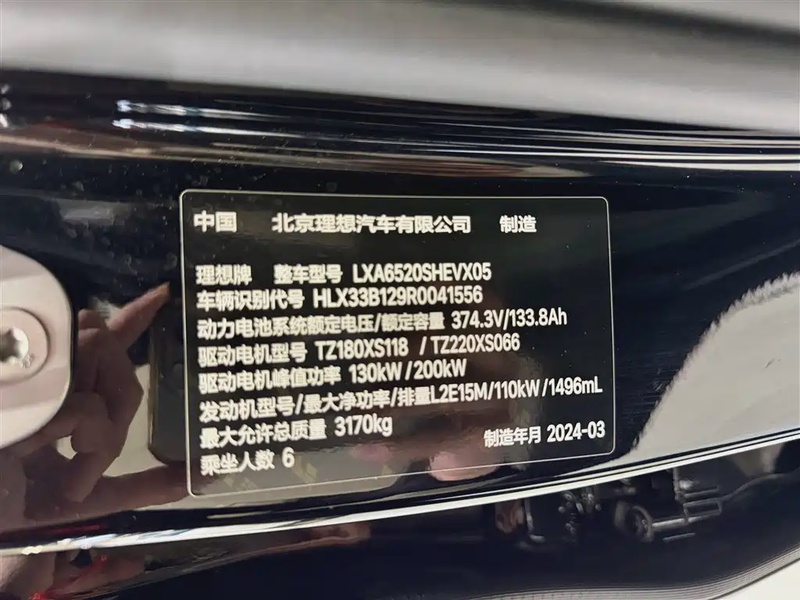 中国 北京理想汽车有限公司 制造
理想牌 整车型号 LXA6520SHEVX05
车辆识别代号 HLX33B129R0041556
动力电池系统额定电压/额定容量 374.3V/133.8Ah
驱动电机型号 TZ180XS118 / TZ220XS066
驱动电机峰值功率 130kW/200kW
发动机型号/最大净功率/排量L2E15M/110kW/1496mL
最大允许总质量 3170kg 制造年月 2024-03
乘坐人数 6